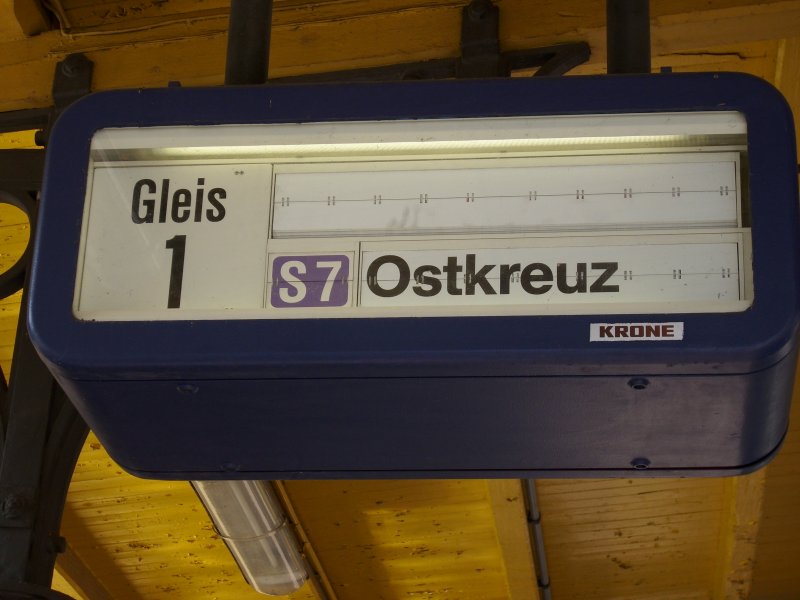 Gleis
1
S7 Ostkreuz
KRONE